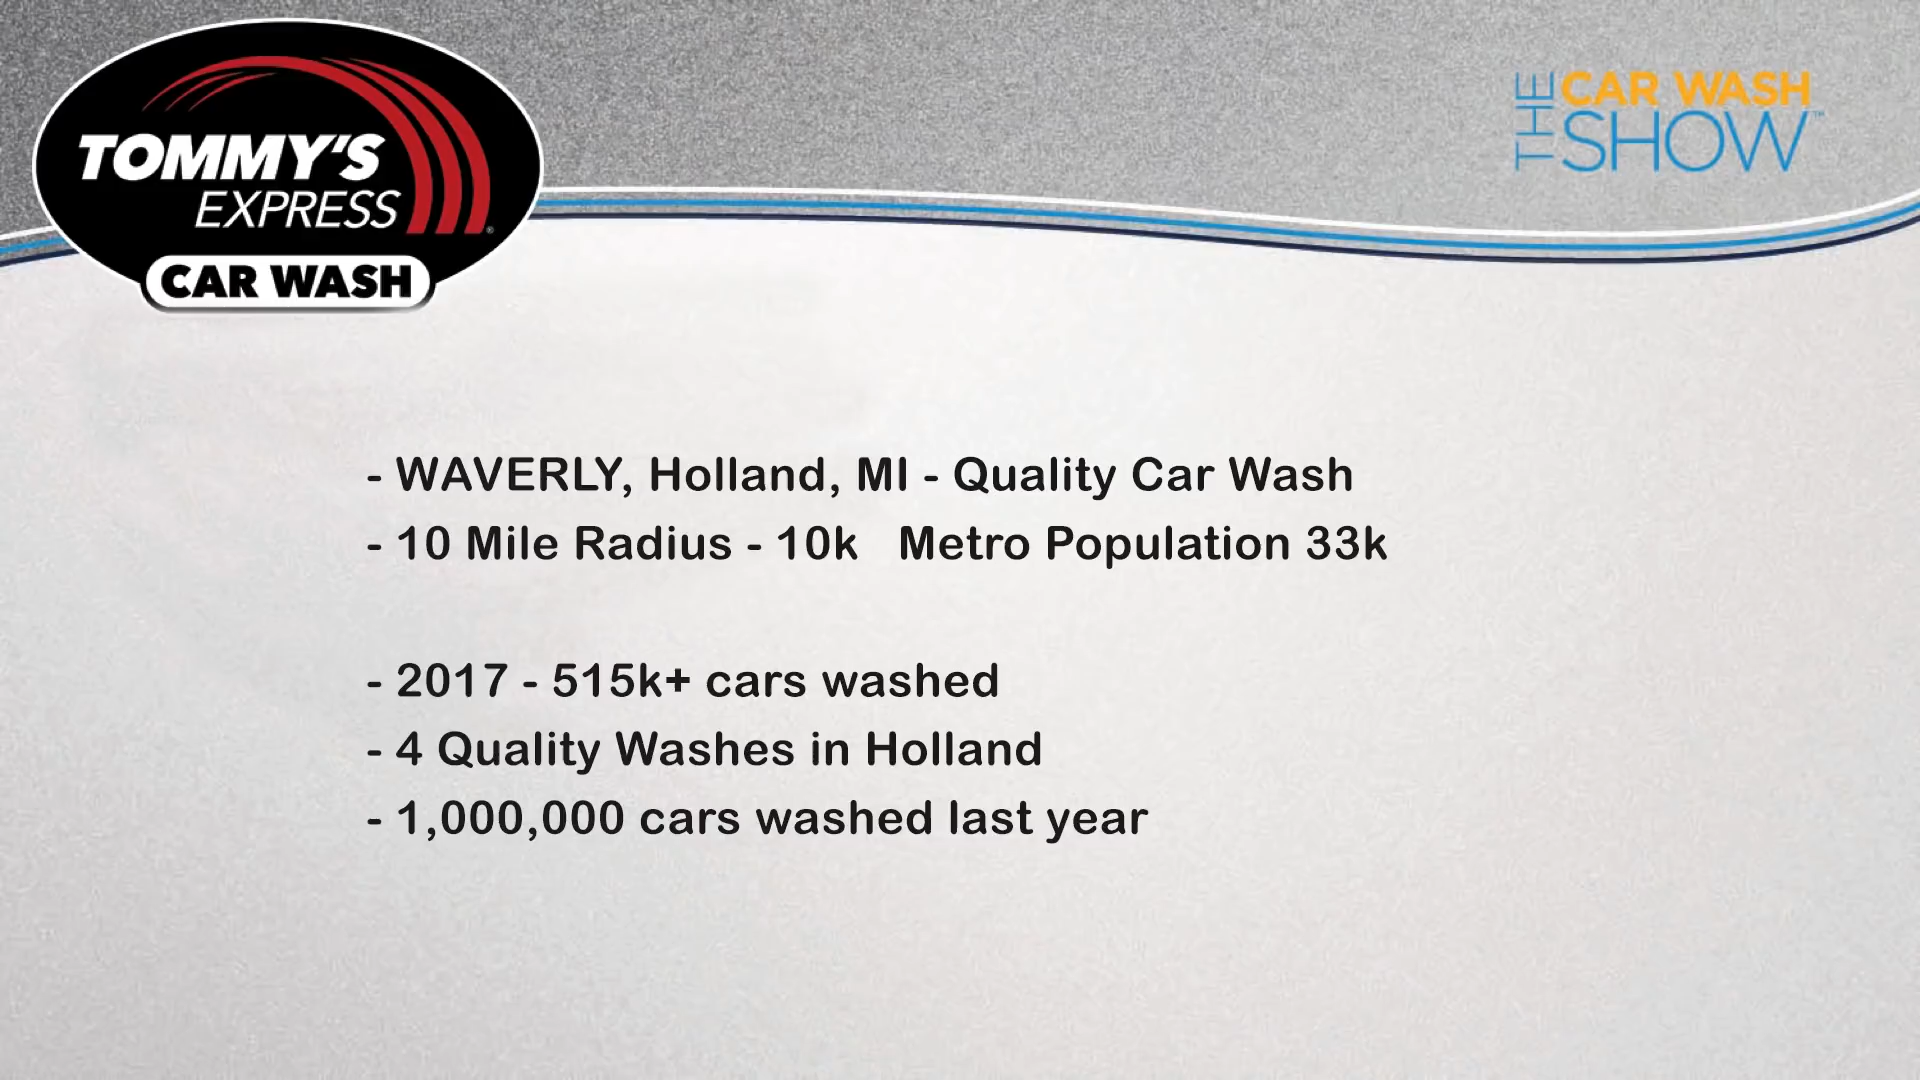 TOMMY'S
EXPRESS®
CAR WASH
THE
CAR WASH
SHOW™
- WAVERLY, Holland, MI - Quality Car Wash
- 10 Mile Radius - 10k   Metro Population 33k
- 2017 - 515k+ cars washed
- 4 Quality Washes in Holland
- 1,000,000 cars washed last year